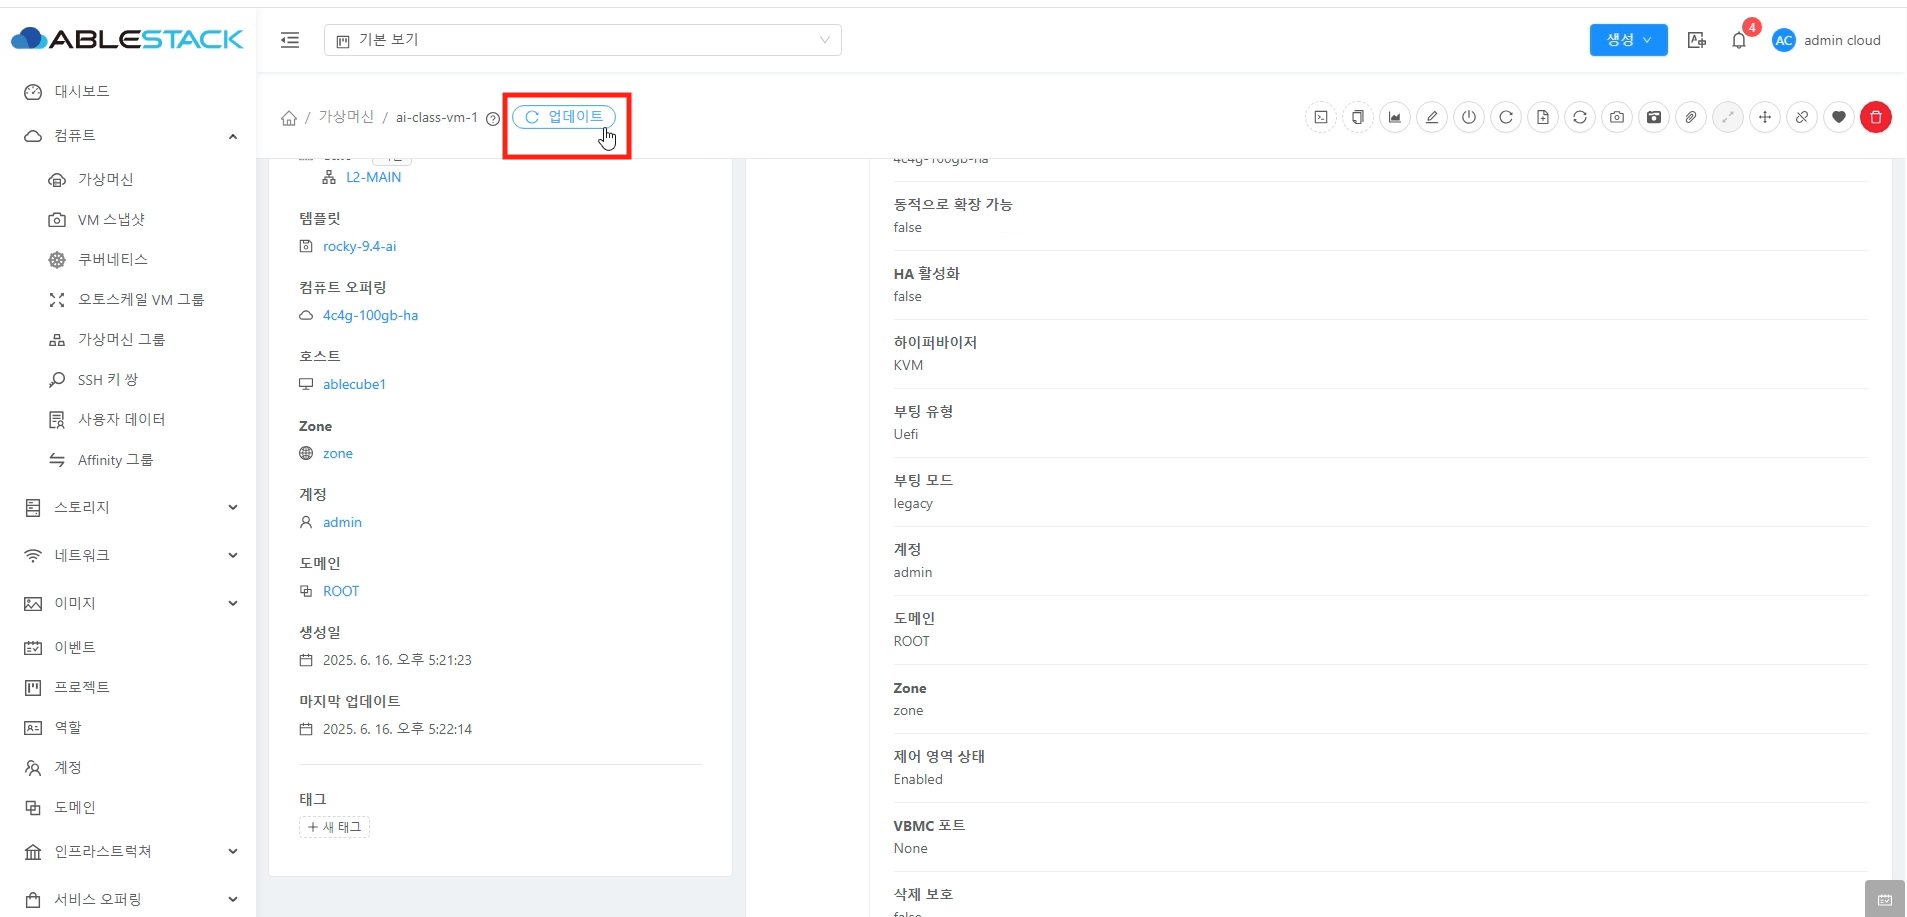 ABLESTACK
기본 보기
생성
4
AC
admin cloud
대시보드
컴퓨트
가상머신
VM 스냅샷
쿠버네티스
오토스케일 VM 그룹
가상머신 그룹
SSH 키 쌍
사용자 데이터
Affinity 그룹
스토리지
네트워크
이미지
이벤트
프로젝트
역할
계정
도메인
인프라스트럭쳐
서비스 오퍼링
/ 가상머신 / ai-class-vm-1
업데이트
L2-MAIN
템플릿
rocky-9.4-ai
컴퓨트 오퍼링
4c4g-100gb-ha
호스트
ablecube1
Zone
zone
계정
admin
도메인
ROOT
생성일
2025. 6. 16. 오후 5:21:23
마지막 업데이트
2025. 6. 16. 오후 5:22:14
태그
+ 새 태그
4c4g-100gb-ha
동적으로 확장 가능
false
HA 활성화
false
하이퍼바이저
KVM
부팅 유형
Uefi
부팅 모드
legacy
계정
admin
도메인
ROOT
Zone
zone
제어 영역 상태
Enabled
VBMC 포트
None
삭제 보호
false